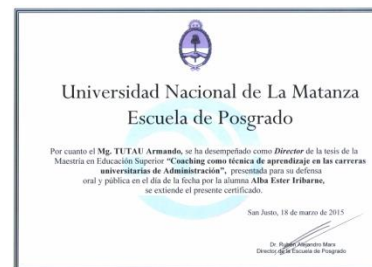 Universidad Nacional de La Matanza
Escuela de Posgrado
Por cuanto el Mg. TUTAU Armando, se ha desempeñado como Director de la tesis de la
Maestría en Educación Superior “Coaching como técnica de aprendizaje en las carreras
universitarias de Administración”, presentada para su defensa
oral y pública en el día de la fecha por la alumna Alba Ester Iribarne,
se extiende el presente certificado.
San Justo, 18 de marzo de 2015
Dr. Rubén Alejandro Marx
Director de la Escuela de Posgrado